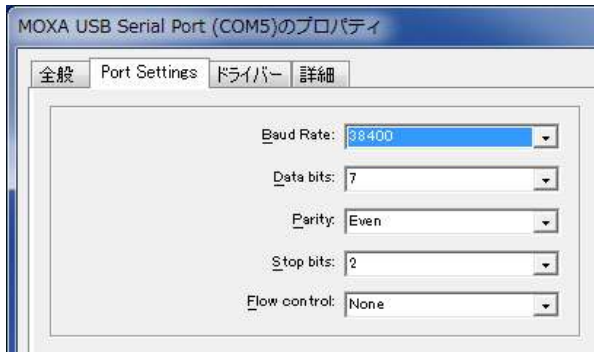 MOXA USB Serial Port (COM5)のプロパティ
全般 Port Settings ドライバー 詳細
Baud Rate: 38400
Data bits: 7
Parity: Even
Stop bits: 2
Flow control: None